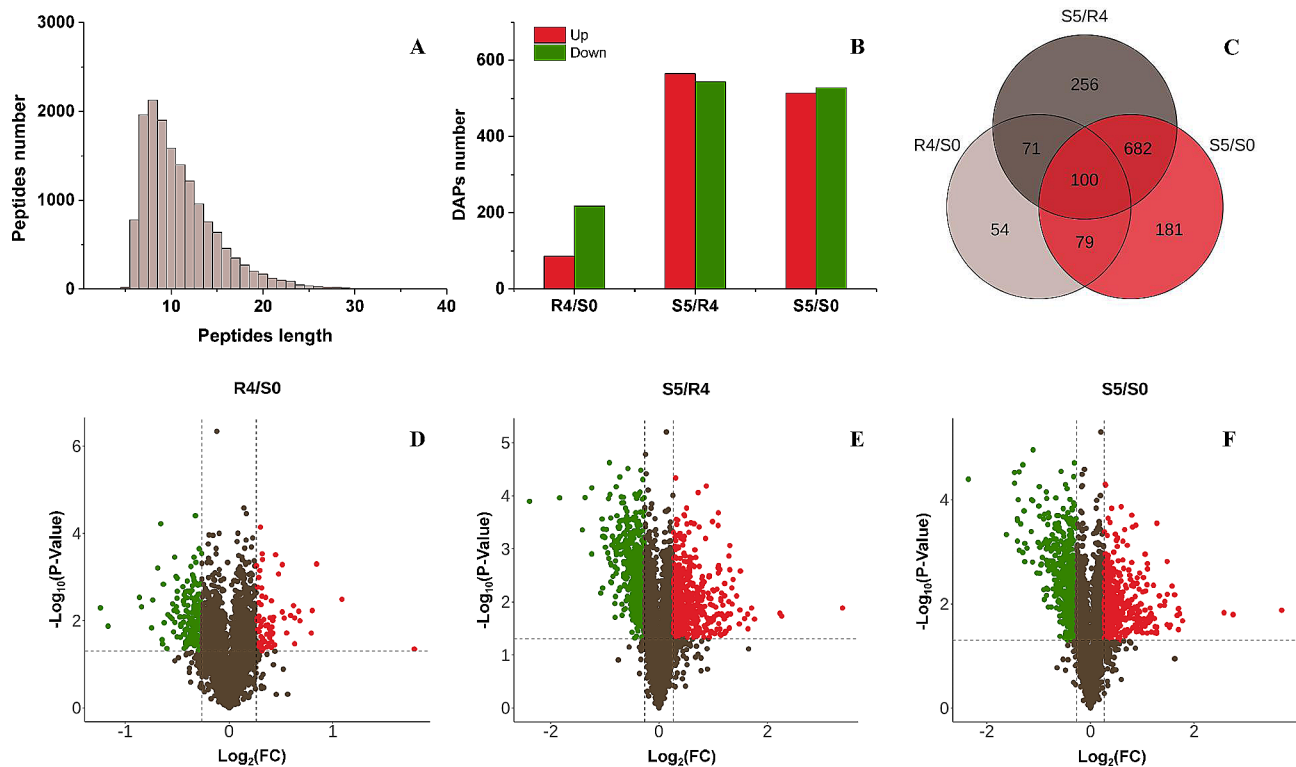 A
Peptides number
3000
2000
1000
0
10
20
30
40
Peptides length
B
Up
Down
DAPs number
600
400
200
0
R4/S0
S5/R4
S5/S0
C
S5/R4
R4/S0
S5/S0
256
71
682
100
54
79
181
R4/S0
D
-Log10(P-Value)
6
4
2
0
-1
0
1
Log2(FC)
S5/R4
E
-Log10(P-Value)
5
4
3
2
1
0
-2
0
2
Log2(FC)
S5/S0
F
-Log10(P-Value)
4
2
0
-2
0
2
Log2(FC)